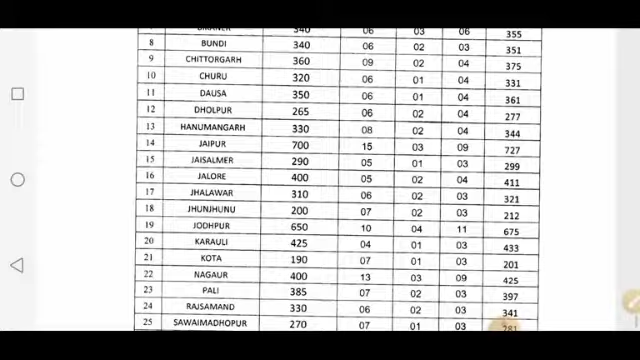 BIKANER 340 06 03 06 355
8 BUNDI 340 06 02 03 351
9 CHITTORGARH 360 09 02 04 375
10 CHURU 320 06 01 04 331
11 DAUSA 350 06 01 04 361
12 DHOLPUR 265 06 02 04 277
13 HANUMANGARH 330 08 02 04 344
14 JAIPUR 700 15 03 09 727
15 JAISALMER 290 05 01 03 299
16 JALORE 400 05 02 04 411
17 JHALAWAR 310 06 02 03 321
18 JHUNJHUNU 200 07 02 03 212
19 JODHPUR 650 10 04 11 675
20 KARAULI 425 04 01 03 433
21 KOTA 190 07 01 03 201
22 NAGAUR 400 13 03 09 425
23 PALI 385 07 02 03 397
24 RAJSAMAND 330 06 02 03 341
25 SAWAIMADHOPUR 270 07 01 03 281